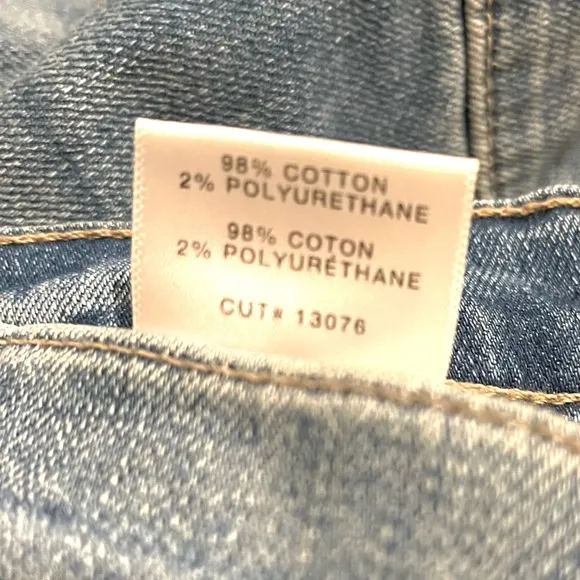 98% COTTON
2% POLYURETHANE
98% COTON
2% POLYURÉTHANE
CUT# 13076